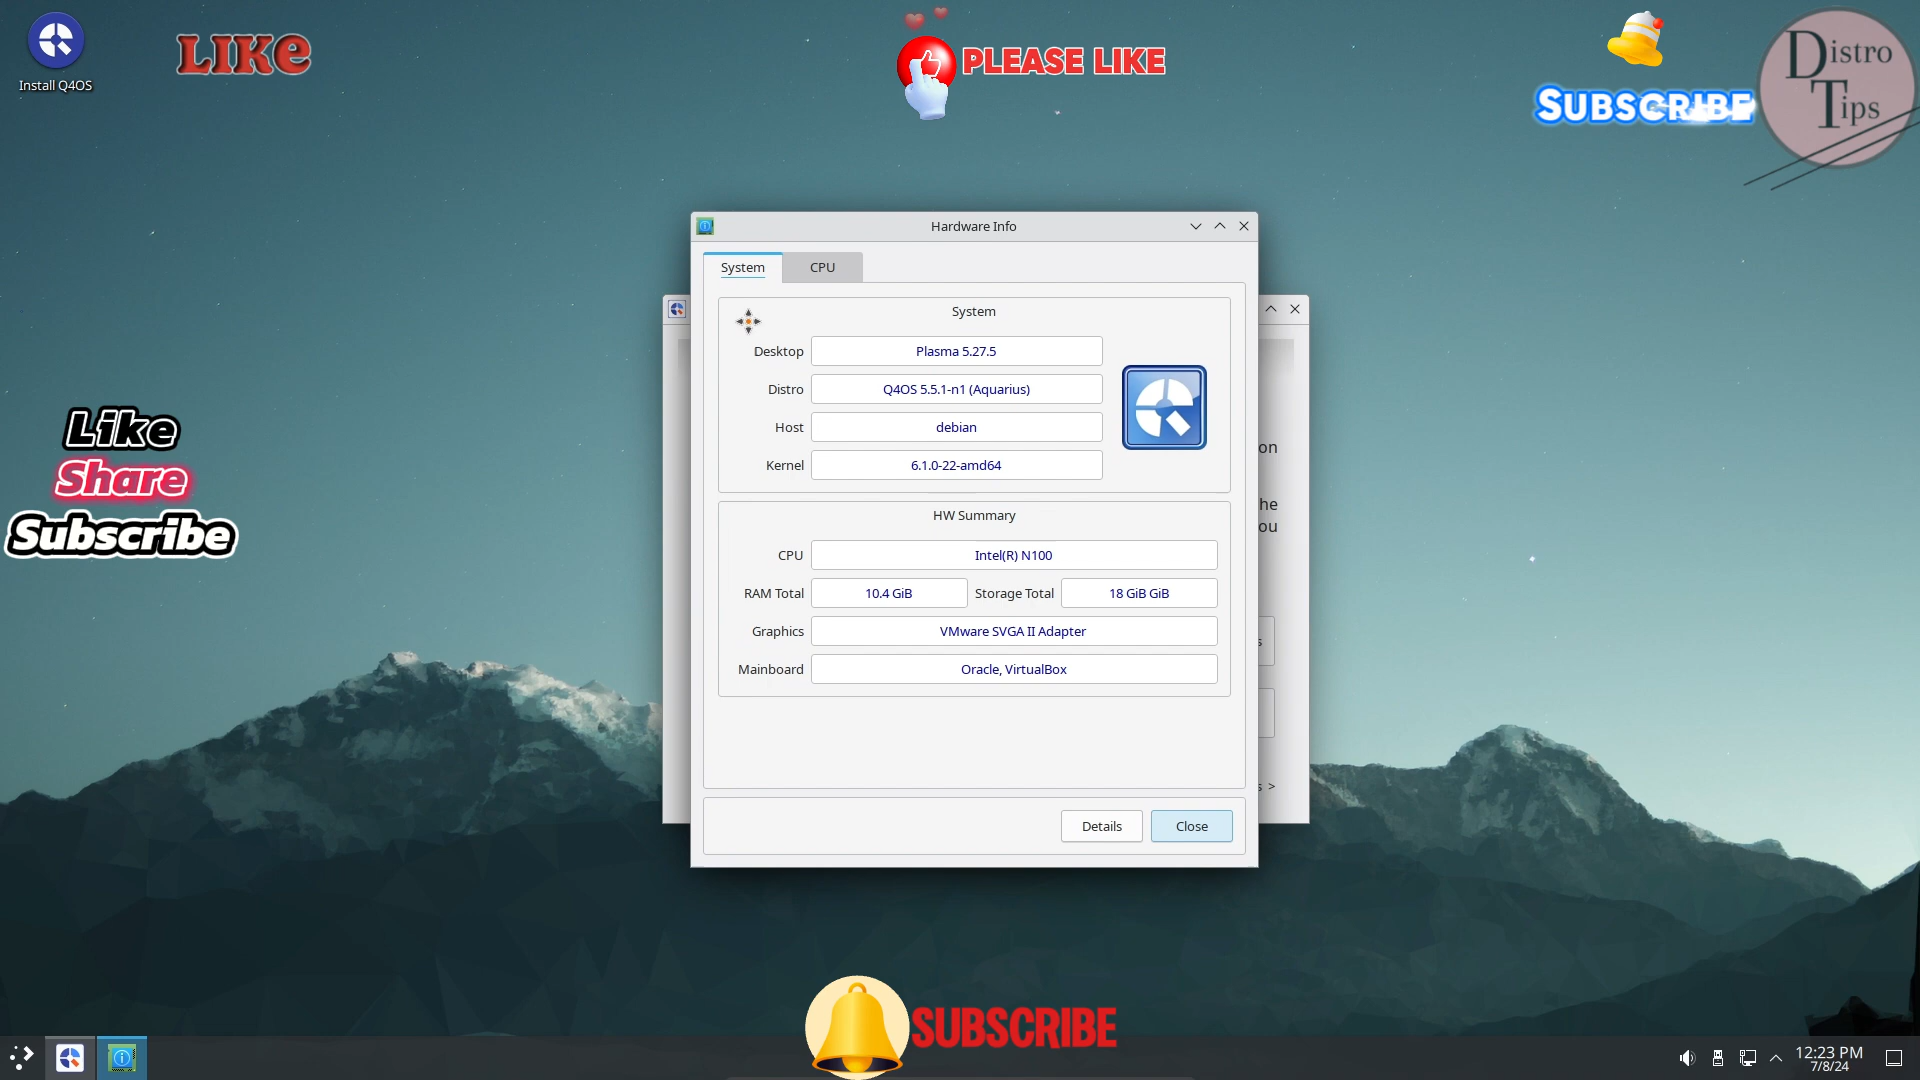 Install Q4OS
LIKe
PLEASE LIKE
SUBSCRIBE
Distro
Tips
Hardware Info
System
CPU
System
Desktop
Plasma 5.27.5
Distro
Q4OS 5.5.1-n1 (Aquarius)
Host
debian
Kernel
6.1.0-22-amd64
on
he
ou
HW Summary
CPU
Intel(R) N100
RAM Total
10.4 GiB
Storage Total
18 GiB GiB
Graphics
VMware SVGA II Adapter
s
Mainboard
Oracle, VirtualBox
s >
Details
Close
Like
Share
Subscribe
SUBSCRIBE
12:23 PM
7/8/24